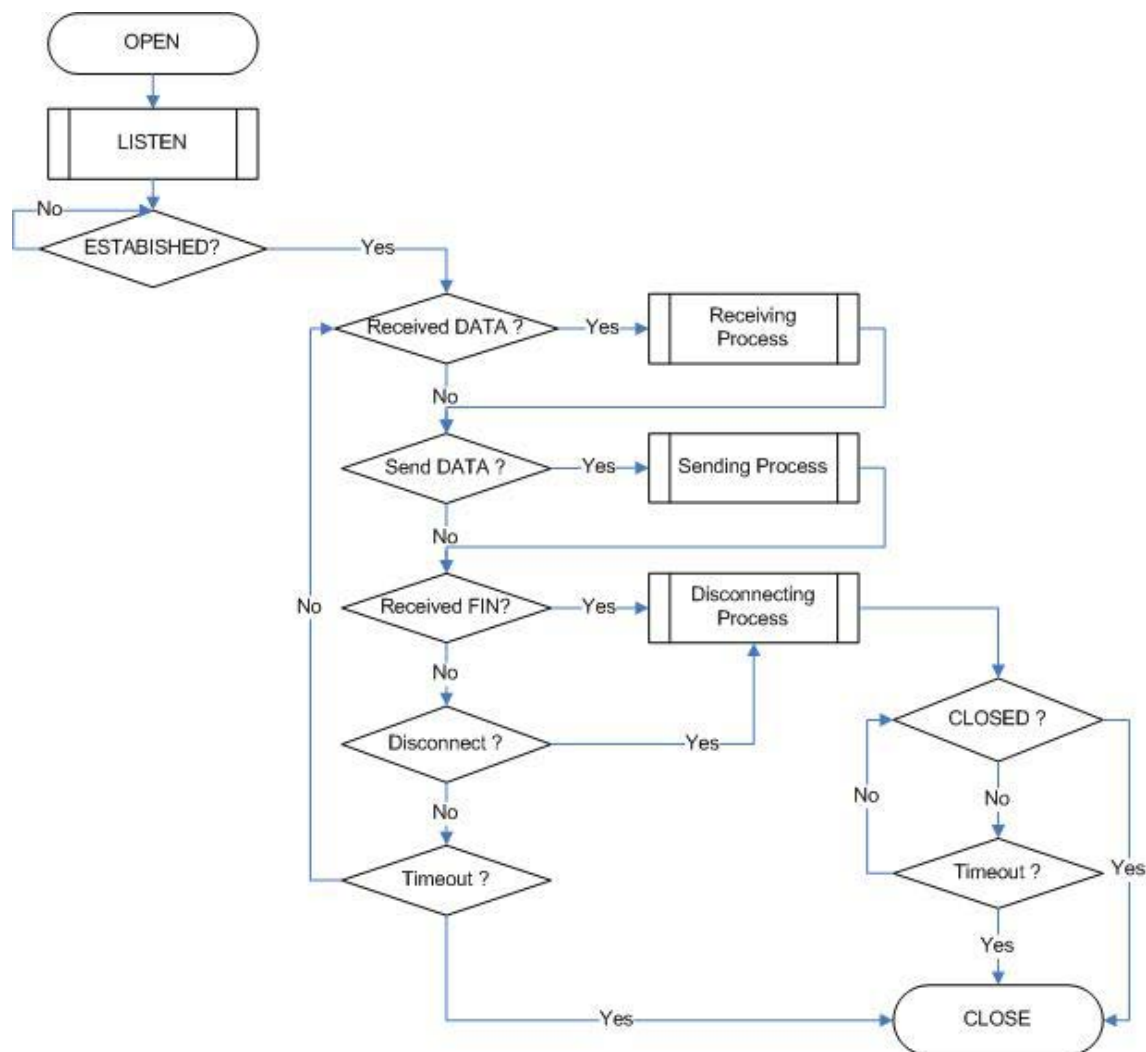 OPEN
LISTEN
No
ESTABISHED?
Yes
Received DATA ?
Yes
Receiving
Process
No
Send DATA ?
Yes
Sending Process
No
Received FIN?
Yes
Disconnecting
Process
No
No
Disconnect ?
Yes
CLOSED ?
No
No
No
Timeout ?
Timeout ?
Yes
Yes
Yes
CLOSE